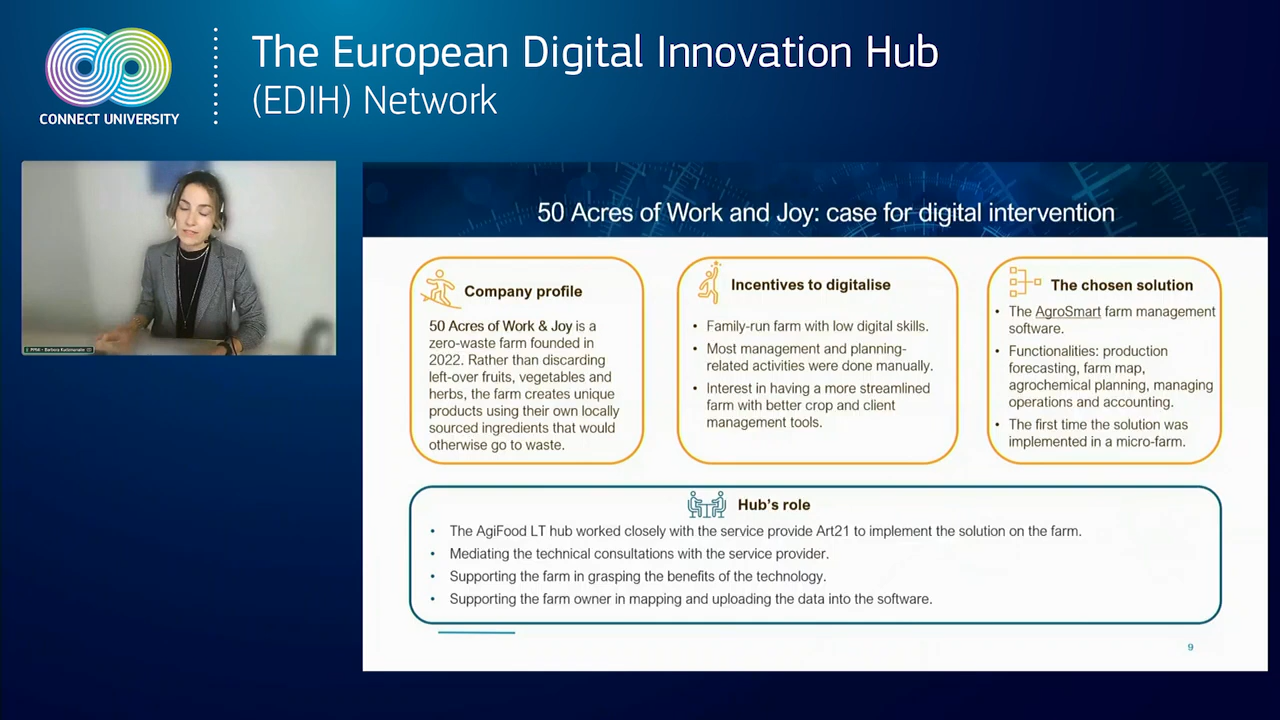 The European Digital Innovation Hub
(EDIH) Network
CONNECT UNIVERSITY
50 Acres of Work and Joy: case for digital intervention
Company profile
50 Acres of Work & Joy is a
zero-waste farm founded in
2022. Rather than discarding
left-over fruits, vegetables and
herbs, the farm creates unique
products using their own locally
sourced ingredients that would
otherwise go to waste.
Incentives to digitalise
• Family-run farm with low digital skills.
• Most management and planning-
related activities were done manually.
• Interest in having a more streamlined
farm with better crop and client
management tools.
The chosen solution
• The AgroSmart farm management
software.
• Functionalities: production
forecasting, farm map,
agrochemical planning, managing
operations and accounting.
• The first time the solution was
implemented in a micro-farm.
Hub's role
• The AgiFood LT hub worked closely with the service provide Art21 to implement the solution on the farm.
• Mediating the technical consultations with the service provider.
• Supporting the farm in grasping the benefits of the technology.
• Supporting the farm owner in mapping and uploading the data into the software.
9